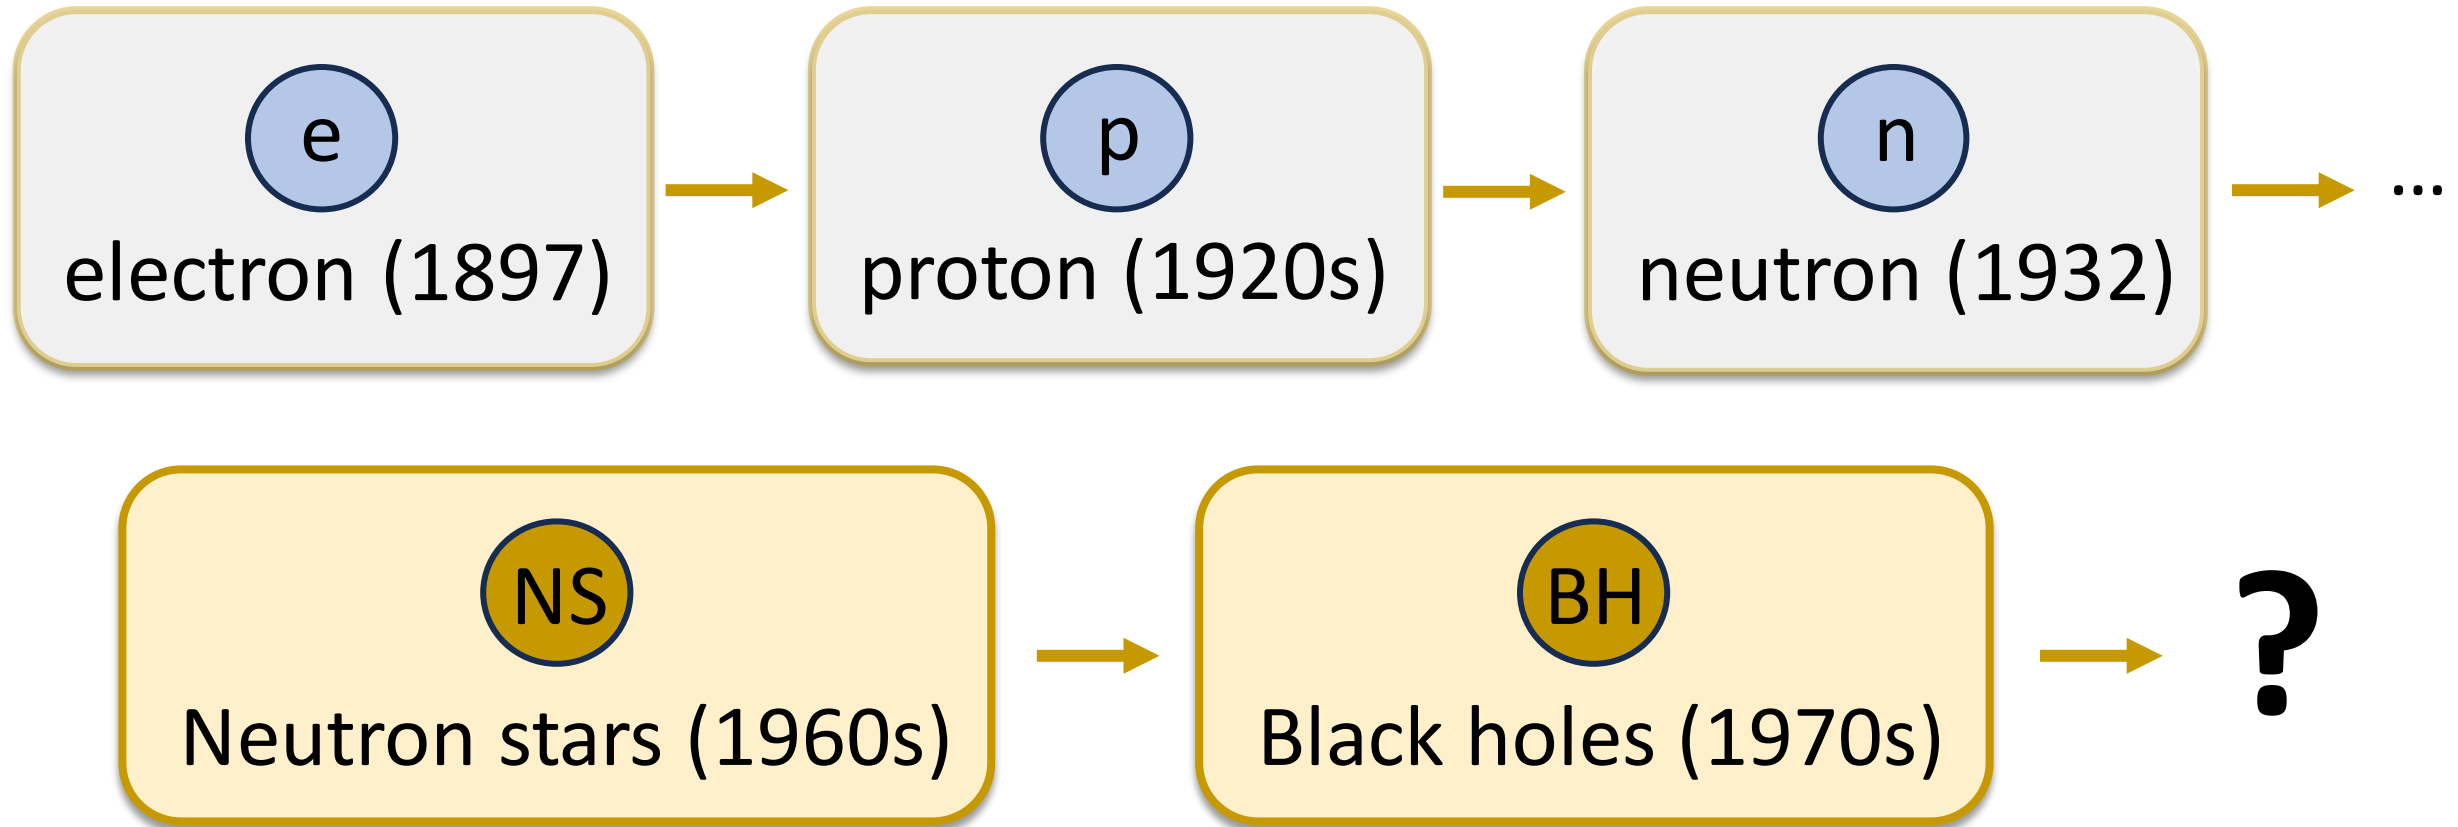 e
electron (1897)
p
proton (1920s)
n
neutron (1932)
...
NS
Neutron stars (1960s)
BH
Black holes (1970s)
?